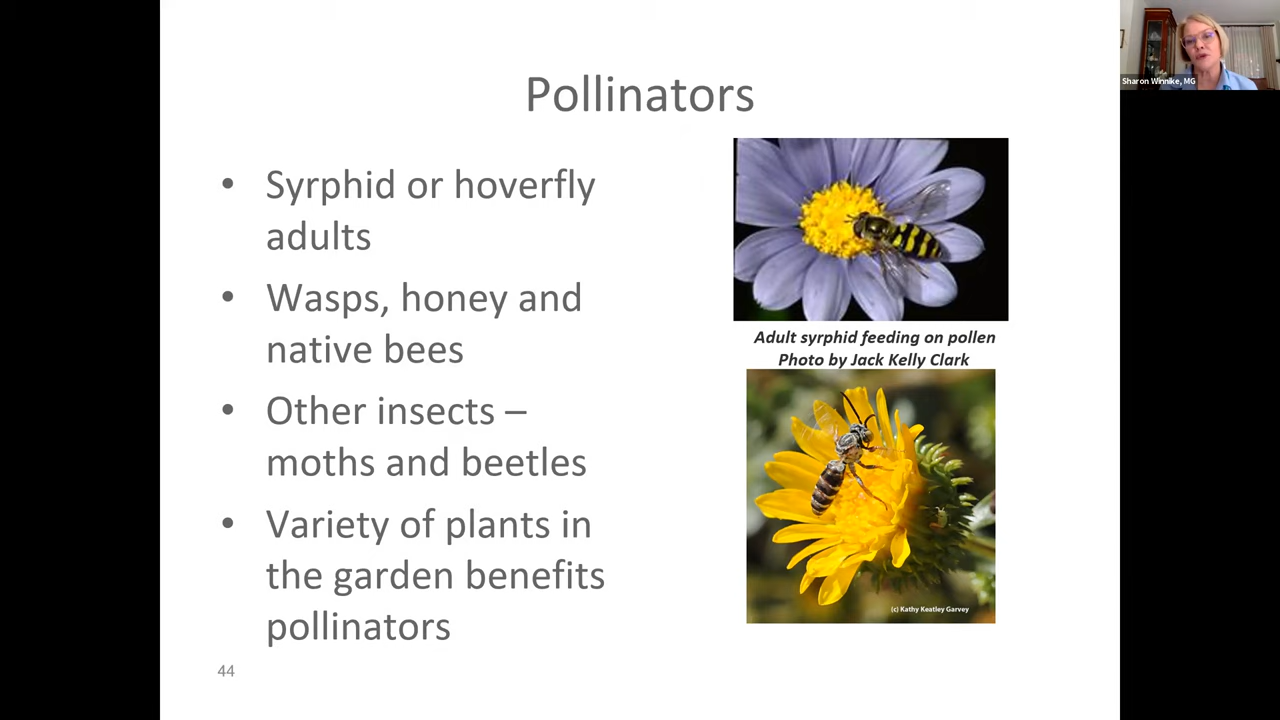 Pollinators
• Syrphid or hoverfly
adults
• Wasps, honey and
native bees
• Other insects –
moths and beetles
• Variety of plants in
the garden benefits
pollinators
44
Adult syrphid feeding on pollen
Photo by Jack Kelly Clark
(c) Kathy Keatley Garvey
Sharon Winnike, MG